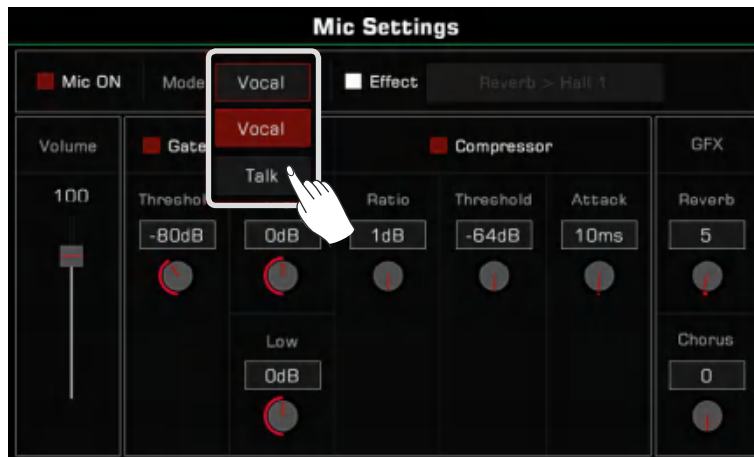 Mic Settings
Mic ON Mode Vocal Effect Reverb > Hall 1
Vocal
Talk
Volume Gate Compressor GFX
100 Threshol Ratio Threshold Attack Reverb
-80dB 0dB 1dB -64dB 10ms 5
Low Chorus
0dB 0